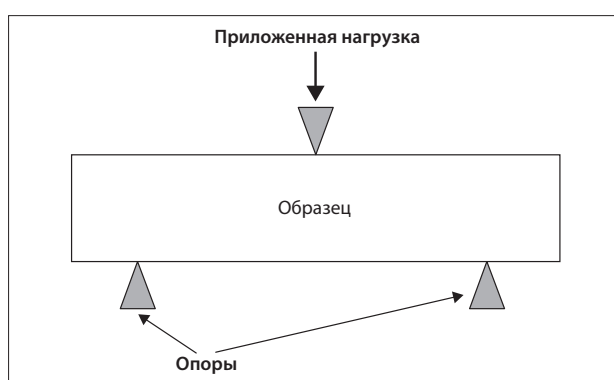 Приложенная нагрузка
Образец
Опоры